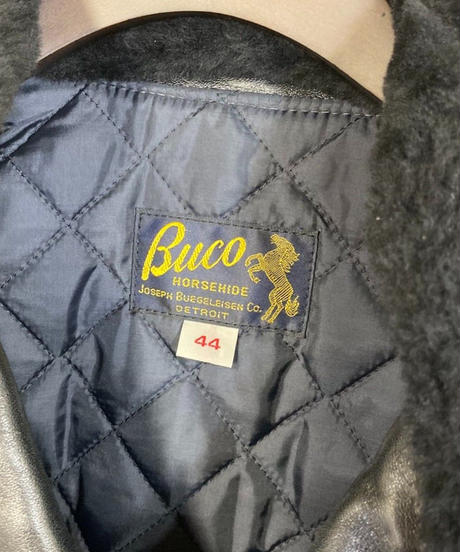 Buco
HORSEHIDE
JOSEPH BUEGELEISEN CO.
DETROIT
44